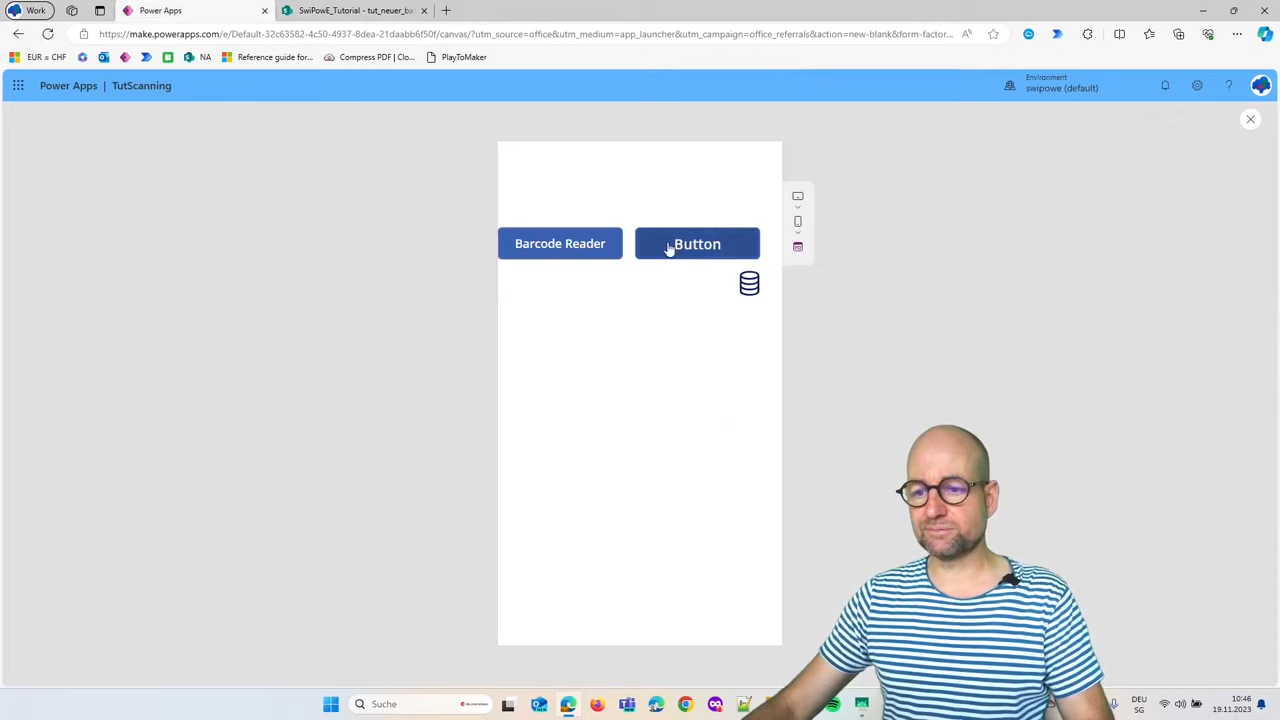 Work
Power Apps
SwiPowE_Tutorial - tut_neuer_ba
https://make.powerapps.com/e/Default-32c63582-4c50-4937-8dea-21daabb6f50f/canvas/?utm_source=office&utm_medium=app_launcher&utm_campaign=office_referrals&action=new-blank&form-factor...
EUR = CHF
NA
Reference guide for...
Compress PDF | Clo...
PlayToMaker
Power Apps | TutScanning
Environment
swipowe (default)
Barcode Reader
Button
Suche
DEU
SG
10:46
19.11.2023